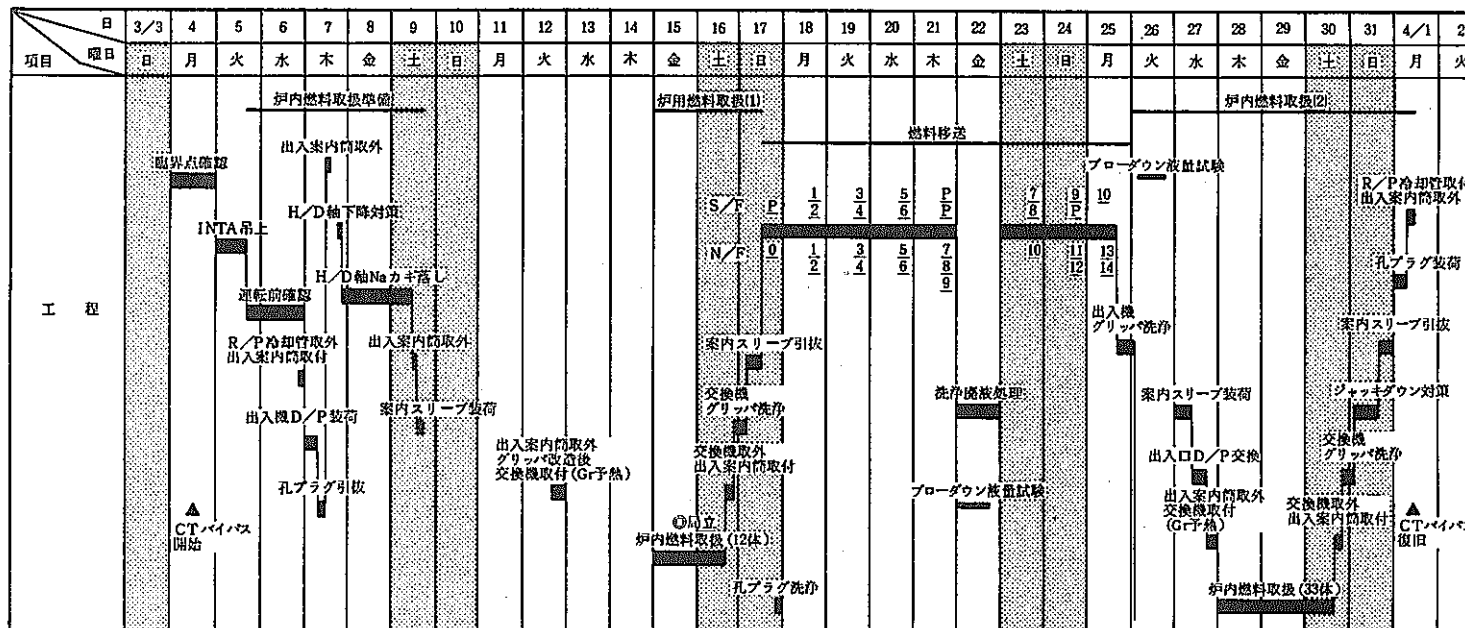 日 3/3 4 5 6 7 8 9 10 11 12 13 14 15 16 17 18 19 20 21 22 23 24 25 26 27 28 29 30 31 4/1 2
項目 曜日 日 月 火 水 木 金 土 日 月 火 水 木 金 土 日 月 火 水 木 金 土 日 月 火 水 木 金 土 日 月 火
工 程
炉内燃料取扱準備
炉用燃料取扱(1)
炉内燃料取扱(2)
燃料移送
出入案内筒取外
臨界点確認
ブローダウン液量試験
R/P冷却管取付
出入案内筒取外
S/F P 1/2 3/4 5/6 P/P 7/8 9/P 10
H/D軸下降対策
INTA吊上
N/F 0 1/2 3/4 5/6 7 8 9 10 11 12 13 14
孔プラグ装荷
H/D軸Naカキ落し
運転前確認
出入機
グリッパ洗浄
案内スリーブ引抜
R/P冷却管取外
出入案内筒取付
出入案内筒取外
案内スリーブ引抜
交換機
グリッパ洗浄
洗浄廃液処理
案内スリーブ装荷
ジャッキダウン対策
案内スリーブ装荷
出入機D/P装荷
出入案内筒取外
グリッパ改造後
交換機取付(Gr予熱)
交換機取外
出入案内筒取付
出入口D/P交換
交換機
グリッパ洗浄
孔プラグ引抜
ブローダウン液量試験
出入案内筒取外
交換機取付
(Gr予熱)
交換機取外
出入案内筒取付
CTバイパス
開始
◎局立
炉内燃料取扱(12体)
CTバイパス
復旧
孔プラグ洗浄
炉内燃料取扱(33体)